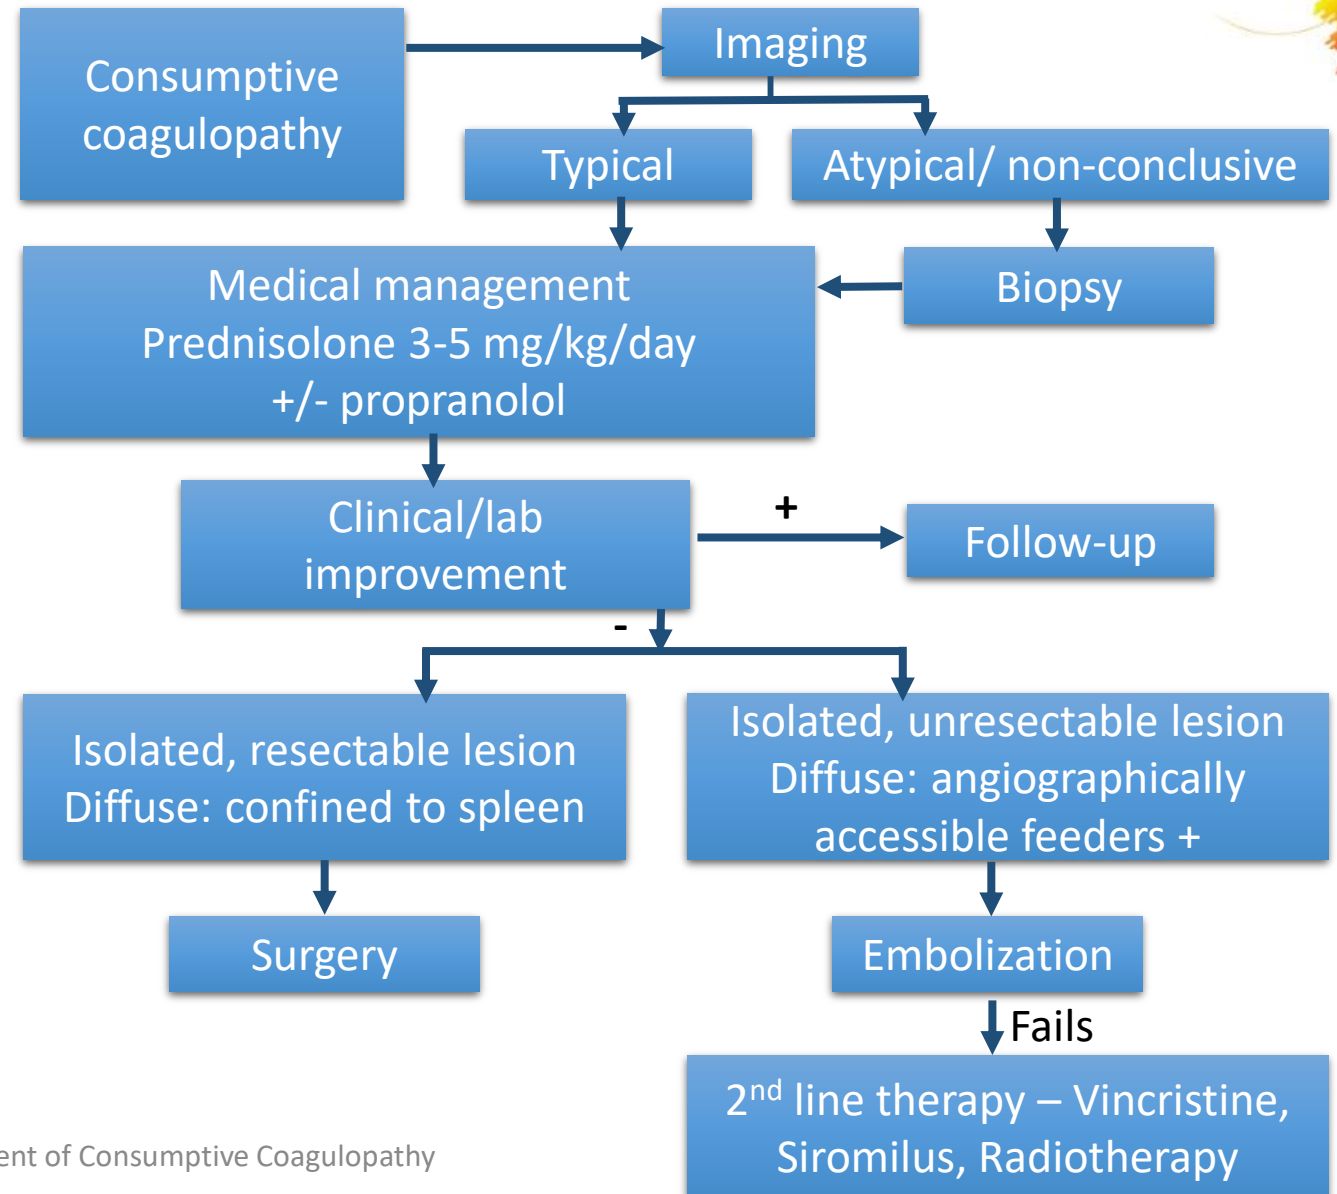 Consumptive
coagulopathy
Imaging
Typical
Atypical/ non-conclusive
Medical management
Prednisolone 3-5 mg/kg/day
+/- propranolol
Biopsy
Clinical/lab
improvement
+
Follow-up
-
Isolated, resectable lesion
Diffuse: confined to spleen
Isolated, unresectable lesion
Diffuse: angiographically
accessible feeders +
Surgery
Embolization
Fails
2nd line therapy – Vincristine,
Siromilus, Radiotherapy
ent of Consumptive Coagulopathy